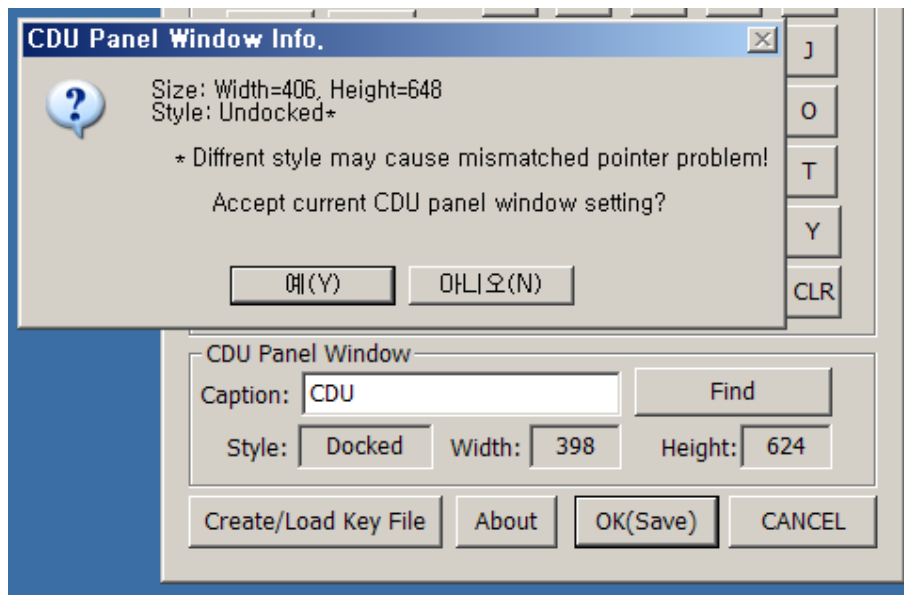 CDU Panel Window Info.
Size: Width=406, Height=648
Style: Undocked*
* Diffrent style may cause mismatched pointer problem!
Accept current CDU panel window setting?
예(Y)
아니오(N)
J
O
T
Y
CLR
CDU Panel Window
Caption: CDU
Find
Style: Docked Width: 398 Height: 624
Create/Load Key File
About
OK(Save)
CANCEL